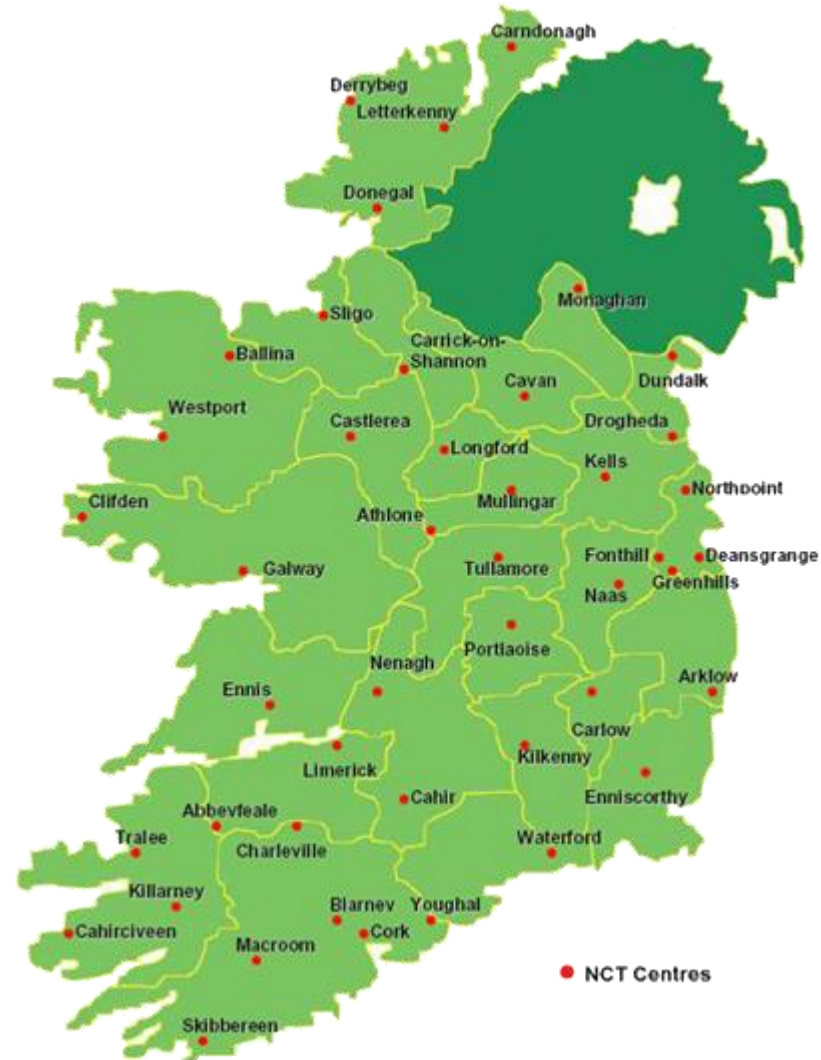 Carndonagh
Derrybeg
Letterkenny
Donegal
Monaghan
Sligo
Carrick-on-
Shannon
Ballina
Dundalk
Cavan
Westport
Castlerea
Drogheda
Longford
Kells
Northpoint
Clifden
Mullingar
Athlone
Fonthill
Deansgrange
Tullamore
Galway
Greenhills
Naas
Portlaoise
Nenagh
Arklow
Ennis
Carlow
Kilkenny
Limerick
Cahir
Enniscorthy
Abbeyfeale
Tralee
Charleville
Waterford
Killarney
Blarney
Youghal
Cahirciveen
Cork
Macroom
NCT Centres
Skibbereen